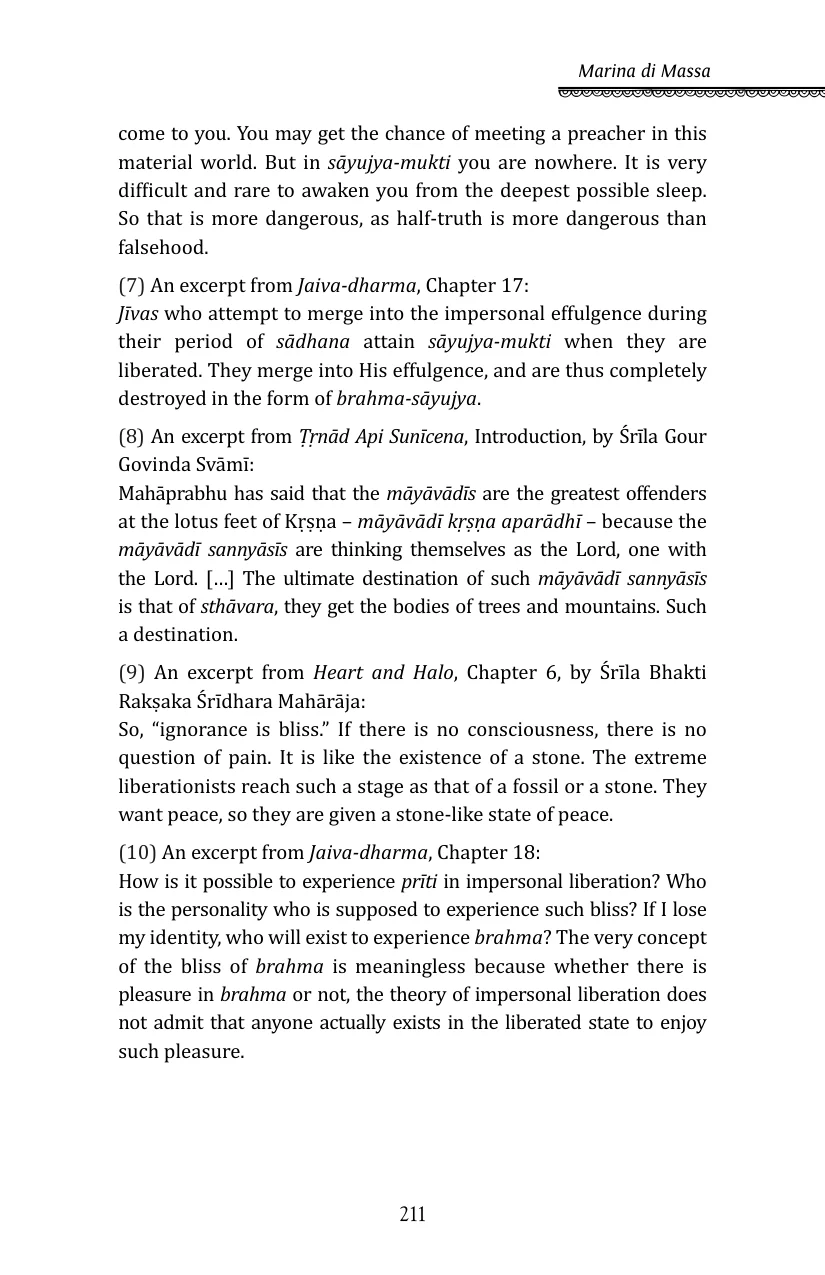 Marina di Massa
come to you. You may get the chance of meeting a preacher in this
material world. But in sāyujya-mukti you are nowhere. It is very
difficult and rare to awaken you from the deepest possible sleep.
So that is more dangerous, as half-truth is more dangerous than
falsehood.
(7) An excerpt from Jaiva-dharma, Chapter 17:
Jīvas who attempt to merge into the impersonal effulgence during
their period of sādhana attain sāyujya-mukti when they are
liberated. They merge into His effulgence, and are thus completely
destroyed in the form of brahma-sāyujya.
(8) An excerpt from Ṭṛnād Api Sunīcena, Introduction, by Śrīla Gour
Govinda Svāmī:
Mahāprabhu has said that the māyāvādīs are the greatest offenders
at the lotus feet of Kṛṣṇa – māyāvādī kṛṣṇa aparādhī – because the
māyāvādī sannyāsīs are thinking themselves as the Lord, one with
the Lord. […] The ultimate destination of such māyāvādī sannyāsīs
is that of sthāvara, they get the bodies of trees and mountains. Such
a destination.
(9) An excerpt from Heart and Halo, Chapter 6, by Śrīla Bhakti
Rakṣaka Śrīdhara Mahārāja:
So, “ignorance is bliss.” If there is no consciousness, there is no
question of pain. It is like the existence of a stone. The extreme
liberationists reach such a stage as that of a fossil or a stone. They
want peace, so they are given a stone-like state of peace.
(10) An excerpt from Jaiva-dharma, Chapter 18:
How is it possible to experience prīti in impersonal liberation? Who
is the personality who is supposed to experience such bliss? If I lose
my identity, who will exist to experience brahma? The very concept
of the bliss of brahma is meaningless because whether there is
pleasure in brahma or not, the theory of impersonal liberation does
not admit that anyone actually exists in the liberated state to enjoy
such pleasure.
211